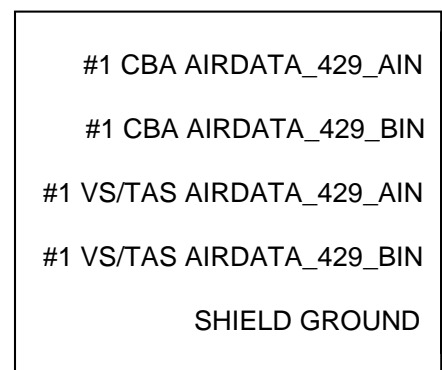 #1 CBA AIRDATA_429_AIN
#1 CBA AIRDATA_429_BIN
#1 VS/TAS AIRDATA_429_AIN
#1 VS/TAS AIRDATA_429_BIN
SHIELD GROUND